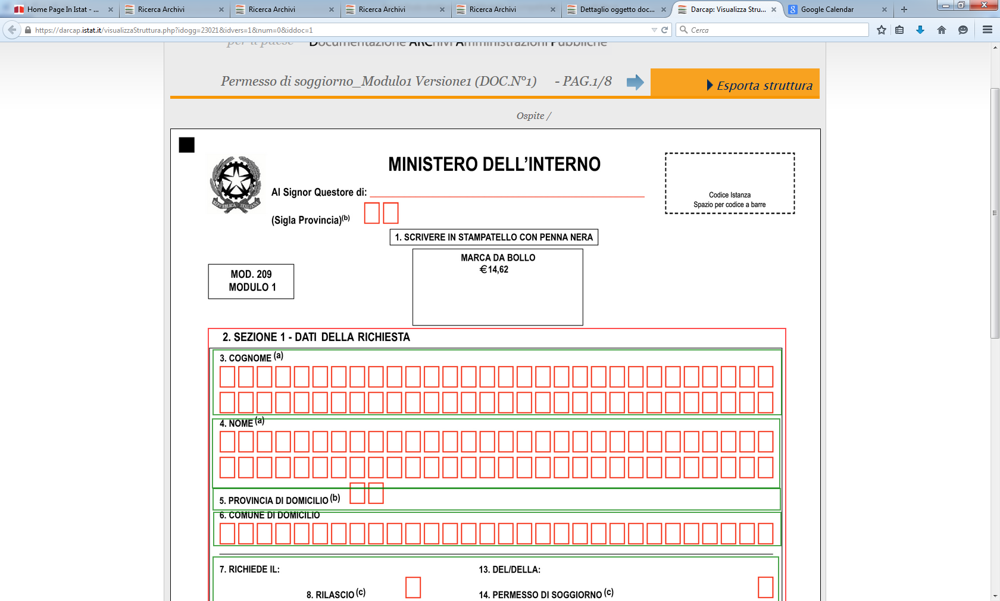 Home Page In Istat - ...
Ricerca Archivi
Ricerca Archivi
Ricerca Archivi
Ricerca Archivi
Dettaglio oggetto doc...
Darcap: Visualizza Stru...
Google Calendar
https://darcap.istat.it/visualizzaStruttura.php?idogg=23021&idvers=1&num=0&iddoc=1
Cerca
per il paese Documentazione ARChivi Amministrazioni Pubbliche
Permesso di soggiorno_Modulo1 Versione1 (DOC.N°1) - PAG.1/8
Esporta struttura
Ospite /
MINISTERO DELL'INTERNO
REPVBBLICA ITALIANA
Al Signor Questore di:
Codice Istanza
Spazio per codice a barre
(Sigla Provincia)(b)
1. SCRIVERE IN STAMPATELLO CON PENNA NERA
MARCA DA BOLLO
€14,62
MOD. 209
MODULO 1
2. SEZIONE 1 - DATI DELLA RICHIESTA
3. COGNOME (a)
4. NOME (a)
5. PROVINCIA DI DOMICILIO (b)
6. COMUNE DI DOMICILIO
7. RICHIEDE IL:
13. DEL/DELLA:
8. RILASCIO (c)
14. PERMESSO DI SOGGIORNO (c)